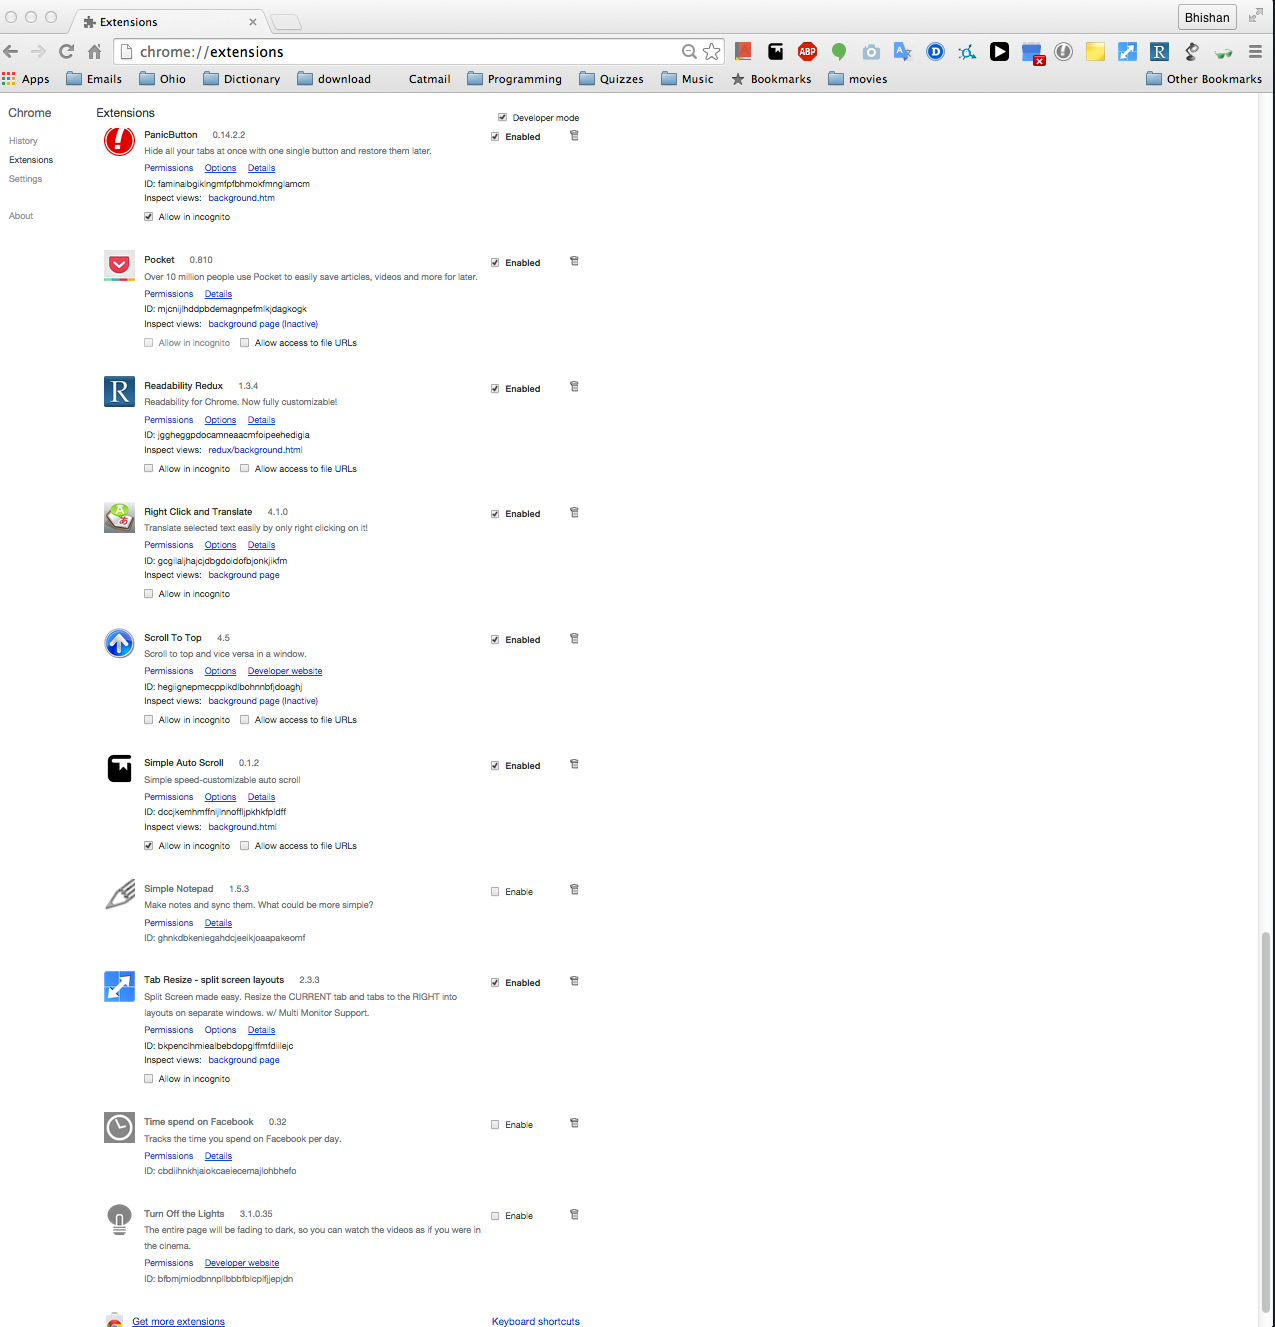 Extensions
Bhishan
chrome://extensions
ABP
Apps Emails Ohio Dictionary download Catmail Programming Quizzes Music Bookmarks movies Other Bookmarks
Chrome
History
Extensions
Settings
About
Extensions
Developer mode
PanicButton 0.14.2.2
Enabled
Hide all your tabs at once with one single button and restore them later.
Permissions Options Details
Inspect views: background.htm
Allow in incognito
Pocket 0.810
Enabled
Over 10 million people use Pocket to easily save articles, videos and more for later.
Permissions Details
ID: mjcnijlhddpbdemagnpefmlkjdagkogk
Inspect views: background page (Inactive)
Allow in incognito Allow access to file URLs
R
Readability Redux 1.3.4
Enabled
Readability for Chrome. Now fully customizable!
Permissions Options Details
ID: jggheggpdocamneaacmfoipeehedigia
Inspect views: redux/background.html
Allow in incognito Allow access to file URLs
Right Click and Translate 4.1.0
Enabled
Translate selected text easily by only right clicking on it!
Permissions Options Details
Inspect views: background page
Allow in incognito
Scroll To Top 4.5
Enabled
Scroll to top and vice versa in a window.
Permissions Options Developer website
ID: hegiignepmecppikdlbohnnbfjdoaghj
Inspect views: background page (Inactive)
Allow in incognito Allow access to file URLs
Simple Auto Scroll 0.1.2
Enabled
Simple speed-customizable auto scroll
Permissions Options Details
Inspect views: background.html
Allow in incognito Allow access to file URLs
Simple Notepad 1.5.3
Enable
Make notes and sync them. What could be more simple?
Permissions Details
ID: ghnkdbkeniegahdcjeeikjoaapakeomf
Tab Resize - split screen layouts 2.3.3
Enabled
Split Screen made easy. Resize the CURRENT tab and tabs to the RIGHT into
layouts on separate windows. w/ Multi Monitor Support.
Permissions Options Details
ID: bkpenclhmiealbebdopglffmfdiilejc
Inspect views: background page
Allow in incognito
Time spend on Facebook 0.32
Enable
Tracks the time you spend on Facebook per day.
Permissions Details
ID: cbdiihnkhjaiokcaeiecemajlohbhefo
Turn Off the Lights 3.1.0.35
Enable
The entire page will be fading to dark, so you can watch the videos as if you were in
the cinema.
Permissions Developer website
ID: bfbmjmiodbnnpllbbbfblcplfjjepjdn
Get more extensions
Keyboard shortcuts